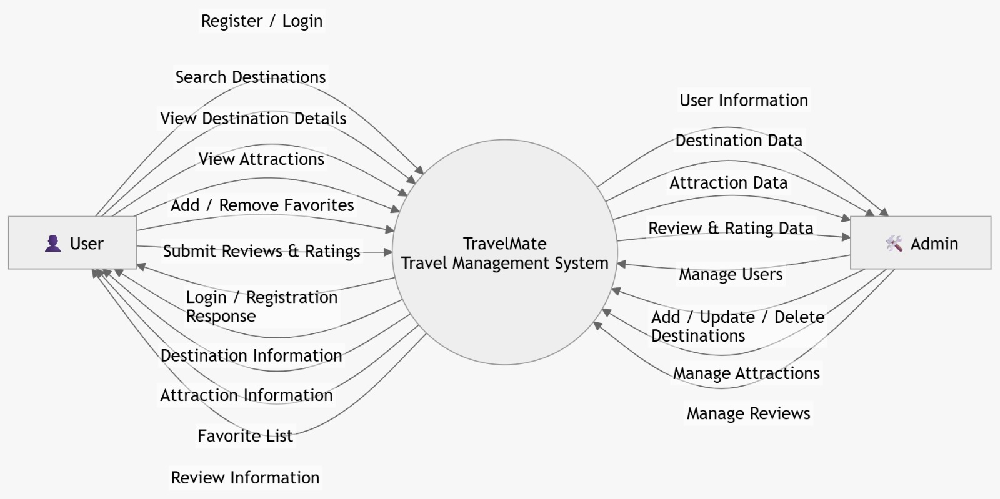 Register / Login
Search Destinations
View Destination Details
View Attractions
Add / Remove Favorites
Submit Reviews & Ratings
Login / Registration
Response
Destination Information
Attraction Information
Favorite List
Review Information
User
TravelMate
Travel Management System
User Information
Destination Data
Attraction Data
Review & Rating Data
Manage Users
Add / Update / Delete
Destinations
Manage Attractions
Manage Reviews
Admin